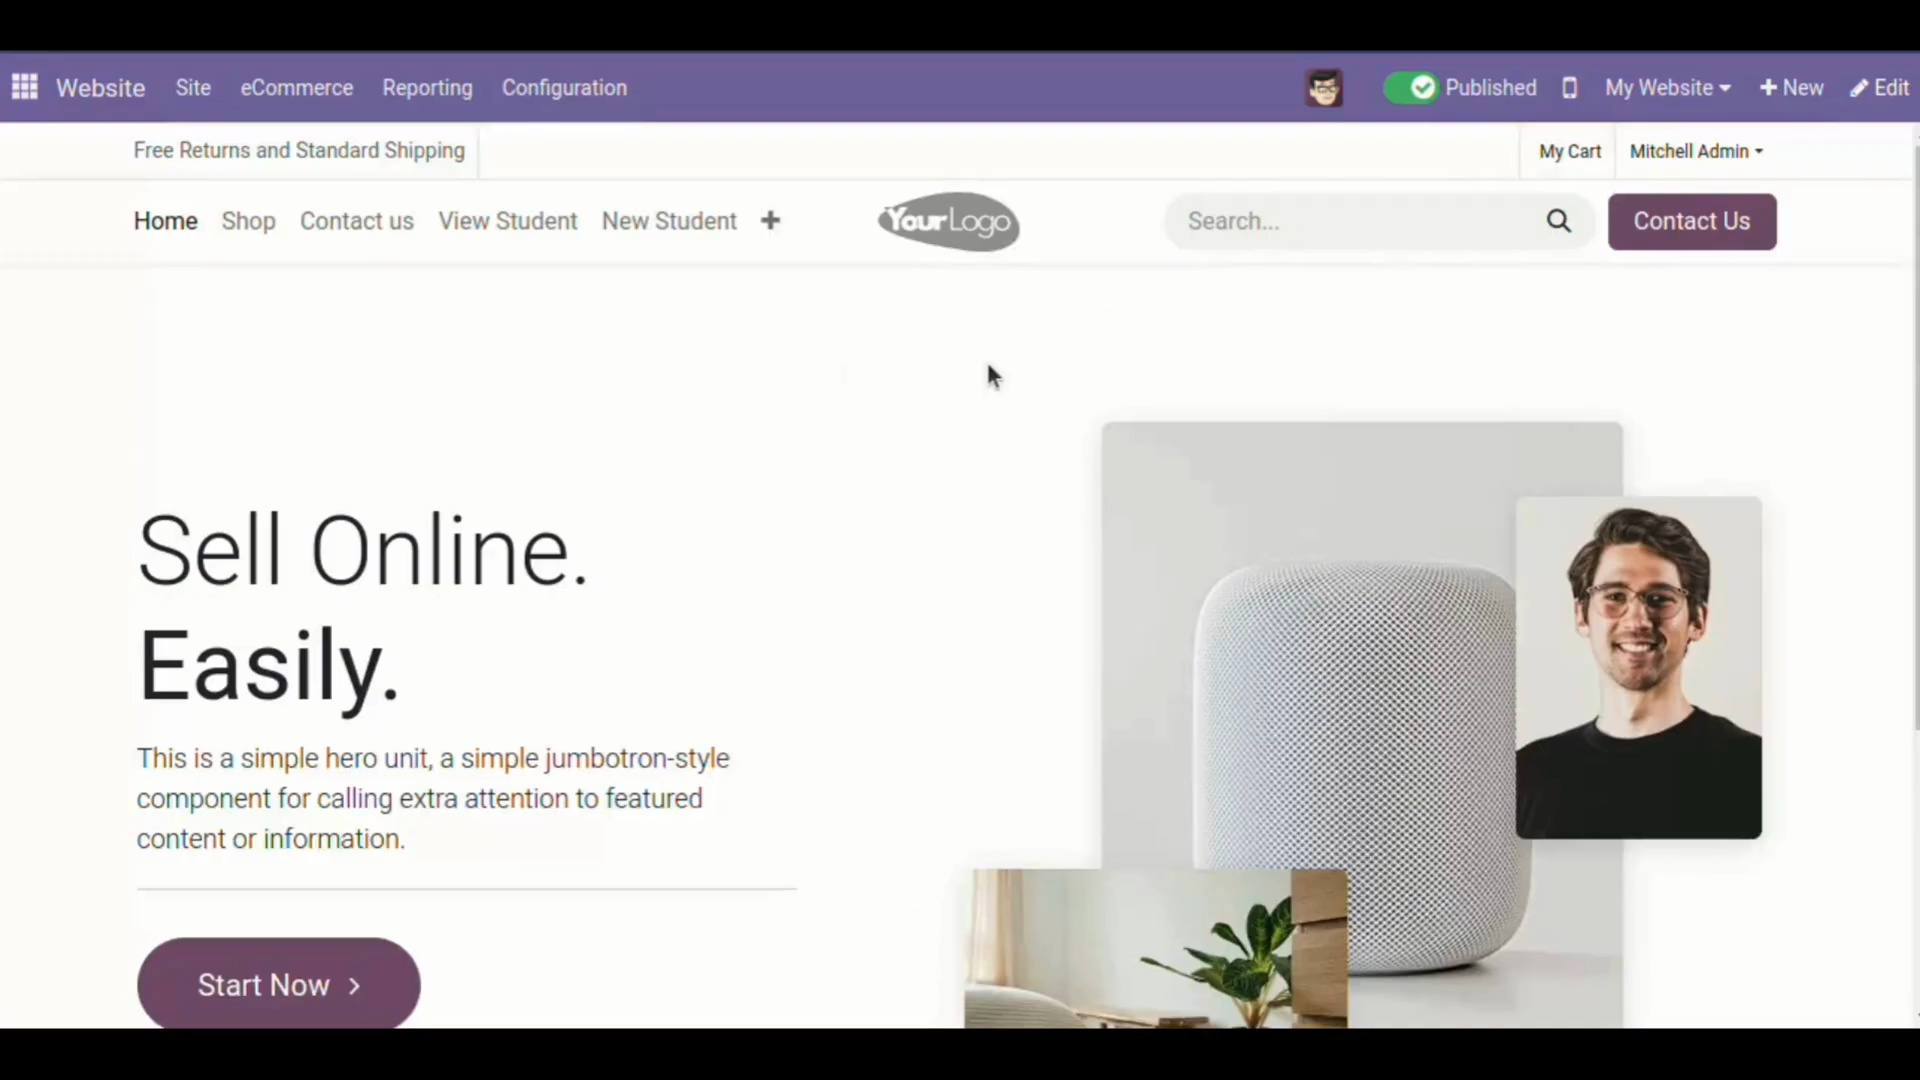 Website Site eCommerce Reporting Configuration Published My Website New Edit
Free Returns and Standard Shipping My Cart Mitchell Admin
Home Shop Contact us View Student New Student YourLogo Search... Contact Us
Sell Online.
Easily.
This is a simple hero unit, a simple jumbotron-style
component for calling extra attention to featured
content or information.
Start Now